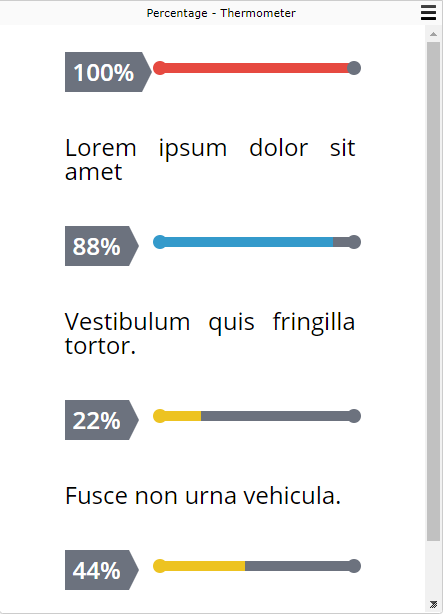 Percentage - Thermometer
100%
Lorem ipsum dolor sit
amet
88%
Vestibulum quis fringilla
tortor.
22%
Fusce non urna vehicula.
44%